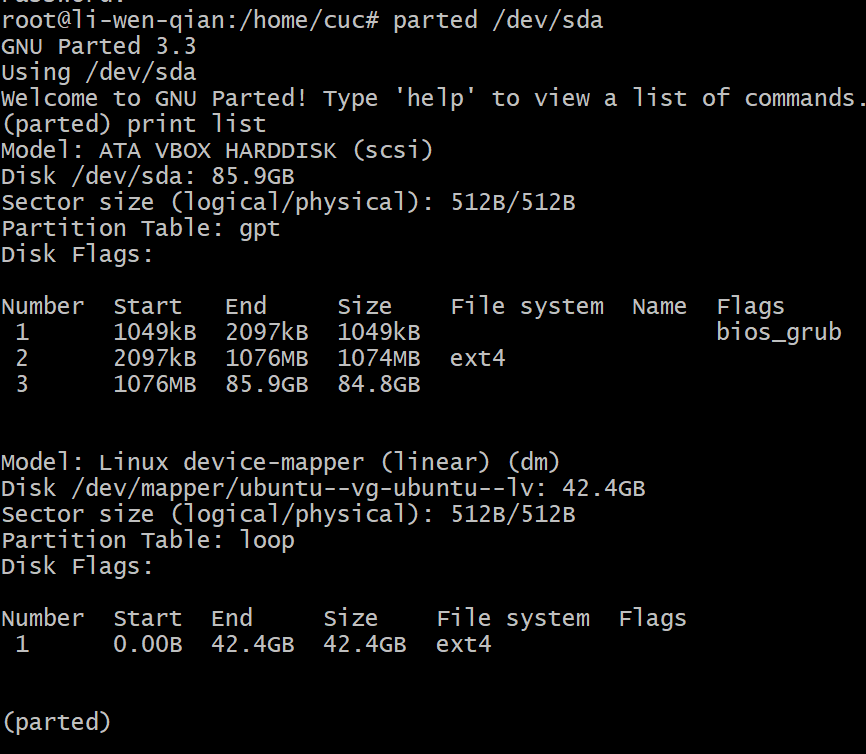 root@li-wen-qian:/home/cuc# parted /dev/sda
GNU Parted 3.3
Using /dev/sda
Welcome to GNU Parted! Type 'help' to view a list of commands.
(parted) print list
Model: ATA VBOX HARDDISK (scsi)
Disk /dev/sda: 85.9GB
Sector size (logical/physical): 512B/512B
Partition Table: gpt
Disk Flags:
Number  Start   End     Size    File system  Name  Flags
 1      1049kB  2097kB  1049kB                     bios_grub
 2      2097kB  1076MB  1074MB  ext4
 3      1076MB  85.9GB  84.8GB
Model: Linux device-mapper (linear) (dm)
Disk /dev/mapper/ubuntu--vg-ubuntu--lv: 42.4GB
Sector size (logical/physical): 512B/512B
Partition Table: loop
Disk Flags:
Number  Start  End     Size    File system  Flags
 1      0.00B  42.4GB  42.4GB  ext4
(parted)